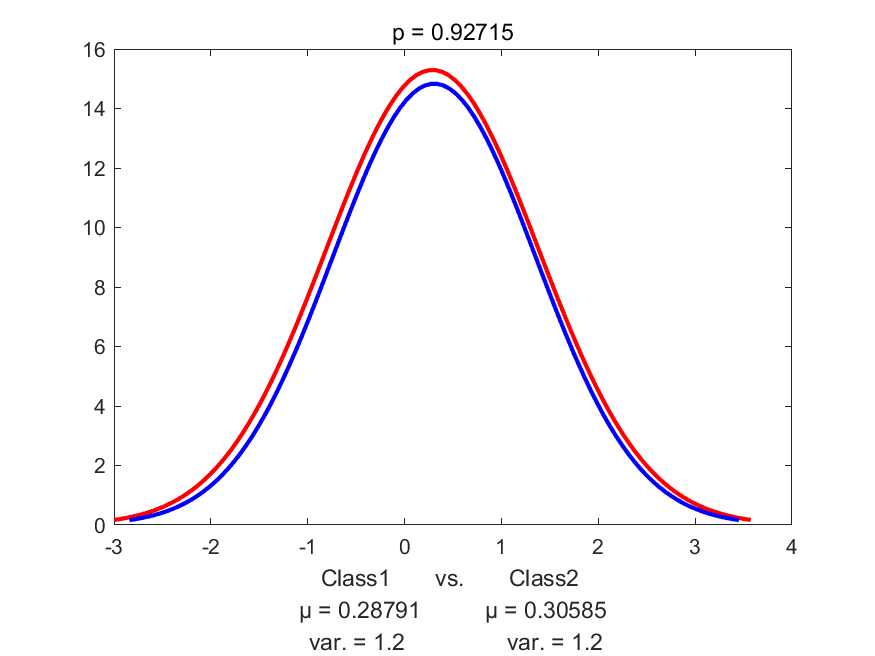 p = 0.92715
16
14
12
10
8
6
4
2
0
-3 -2 -1 0 1 2 3 4
Class1 vs. Class2
μ = 0.28791 μ = 0.30585
var. = 1.2 var. = 1.2